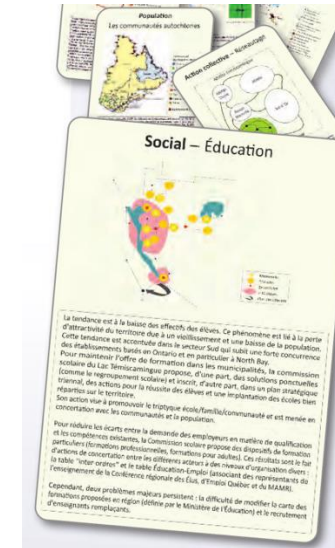 Population
Les communautés autochtones
Action collective – Réseautage
Social – Éducation
La tendance est à la baisse des effectifs des élèves. Ce phénomène est lié à la perte
d'attractivité du territoire due à un vieillissement et une baisse de la population.
Cette tendance est accentuée dans le secteur Sud qui subit une forte concurrence
des établissements basés en Ontario et en particulier à North Bay.
Pour maintenir l'offre de formation dans les municipalités, la commission
scolaire du Lac Témiscamingue propose, d'une part, des solutions ponctuelles
(comme le regroupement scolaire) et inscrit, d'autre part, dans un plan stratégique
triennal, des actions pour la réussite des élèves et une implantation des écoles bien
réparties sur le territoire.
Son action vise à promouvoir le triptyque école/famille/communauté et est menée en
concertation avec les communautés et la population.
Pour réduire les écarts entre la demande des employeurs en matière de qualification
et les compétences existantes, la Commission scolaire propose des dispositifs de formation
particuliers (formations professionnelles, formations pour adultes). Ces résultats sont le fait
d'actions de concertation entre les différents acteurs à des niveaux d'organisation divers :
la table "inter-ordres" et la table Éducation-Emploi (associant des représentants de
l'enseignement de la Conférence régionale des Élus, d'Emploi Québec et du MAMR).
Cependant, deux problèmes majeurs persistent : la difficulté de modifier la carte des
formations proposées en région (définie par le Ministère de l'Éducation) et le recrutement
d'enseignants remplaçants.